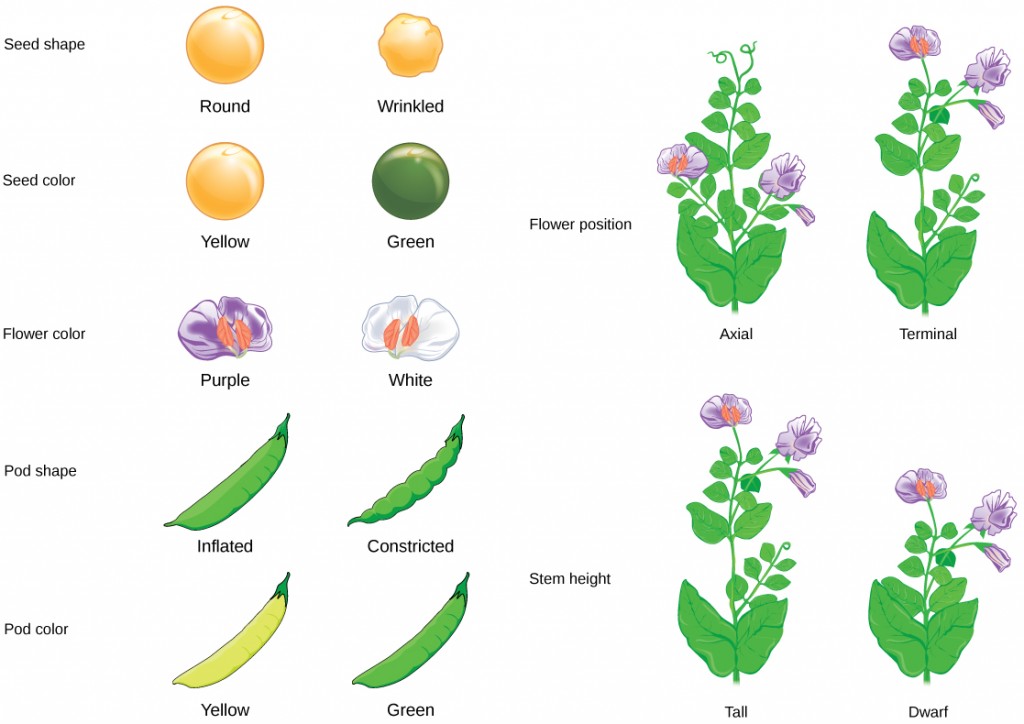 Seed shape
Round
Wrinkled
Seed color
Yellow
Green
Flower color
Purple
White
Pod shape
Inflated
Constricted
Pod color
Yellow
Green
Flower position
Axial
Terminal
Stem height
Tall
Dwarf